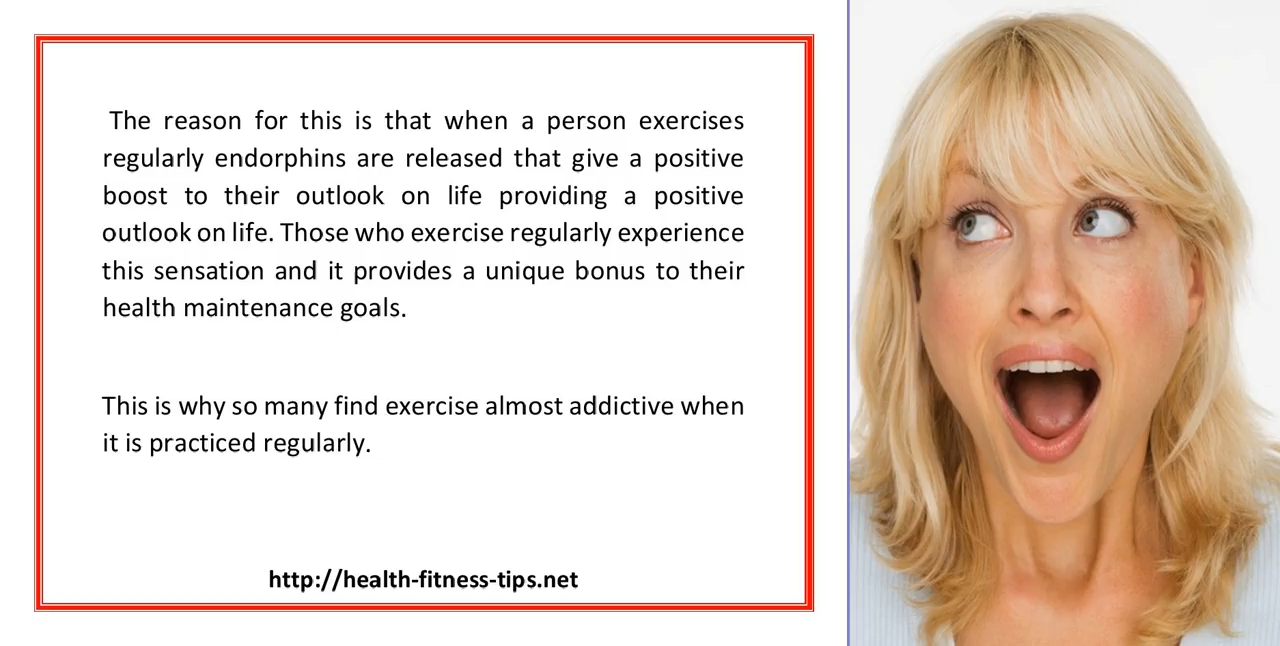 The reason for this is that when a person exercises
regularly endorphins are released that give a positive
boost to their outlook on life providing a positive
outlook on life. Those who exercise regularly experience
this sensation and it provides a unique bonus to their
health maintenance goals.
This is why so many find exercise almost addictive when
it is practiced regularly.
http://health-fitness-tips.net